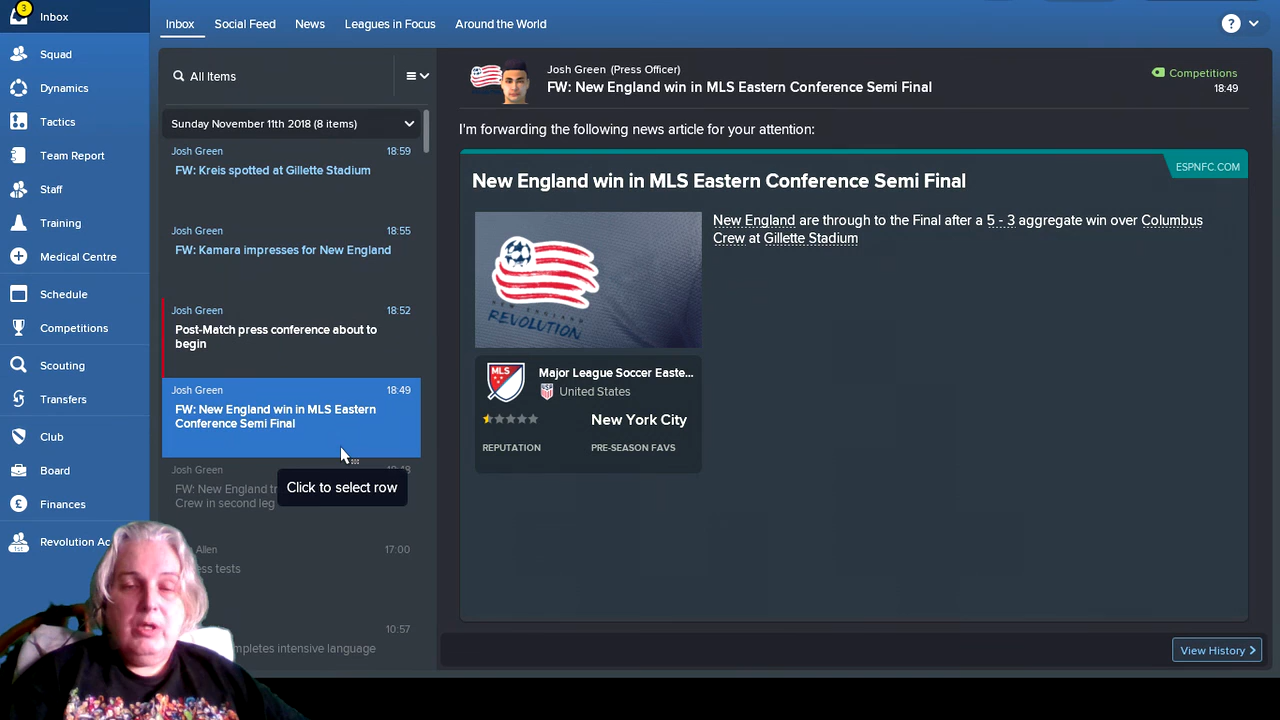 3
Inbox
Squad
Dynamics
Tactics
Team Report
Staff
Training
Medical Centre
Schedule
Competitions
Scouting
Transfers
Club
Board
Finances
Revolution Ac
1st
Inbox Social Feed News Leagues in Focus Around the World
?
All Items
Sunday November 11th 2018 (8 items)
Josh Green 18:59
FW: Kreis spotted at Gillette Stadium
Josh Green 18:55
FW: Kamara impresses for New England
Josh Green 18:52
Post-Match press conference about to
begin
Josh Green 18:49
FW: New England win in MLS Eastern
Conference Semi Final
Josh Green 18:48
FW: New England tr
Crew in second leg
Click to select row
Allen 17:00
ess tests
10:57
mpletes intensive language
Josh Green (Press Officer)
FW: New England win in MLS Eastern Conference Semi Final
Competitions
18:49
I'm forwarding the following news article for your attention:
ESPNFC.COM
New England win in MLS Eastern Conference Semi Final
New England are through to the Final after a 5 - 3 aggregate win over Columbus
Crew at Gillette Stadium
NEW ENGLAND
REVOLUTION
MLS
Major League Soccer Easte...
United States
New York City
REPUTATION PRE-SEASON FAVS
View History